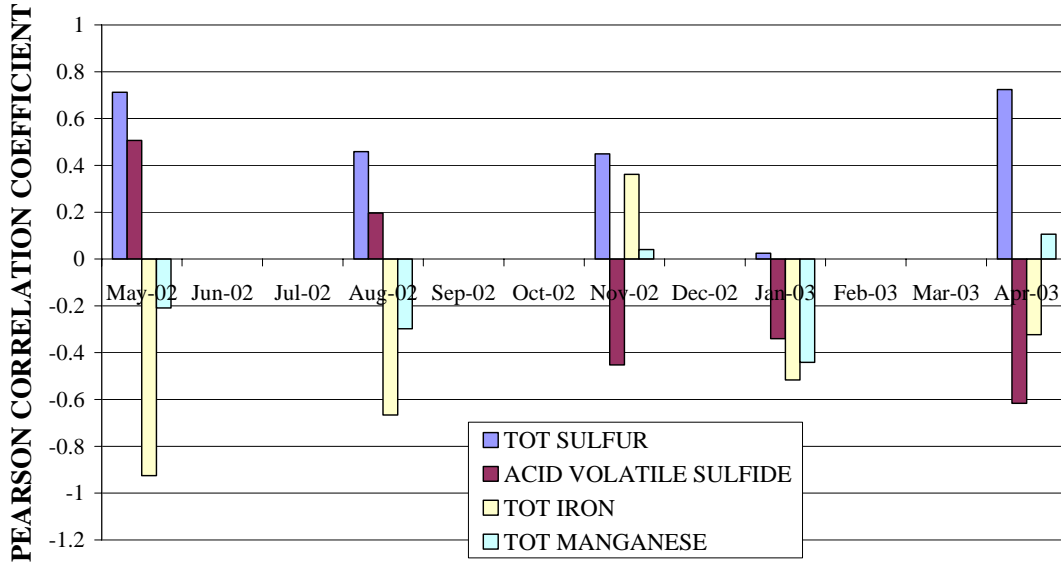 PEARSON CORRELATION COEFFICIENT
1
0.8
0.6
0.4
0.2
0
-0.2
-0.4
-0.6
-0.8
-1
-1.2
May-02 Jun-02 Jul-02 Aug-02 Sep-02 Oct-02 Nov-02 Dec-02 Jan-03 Feb-03 Mar-03 Apr-03
TOT SULFUR
ACID VOLATILE SULFIDE
TOT IRON
TOT MANGANESE